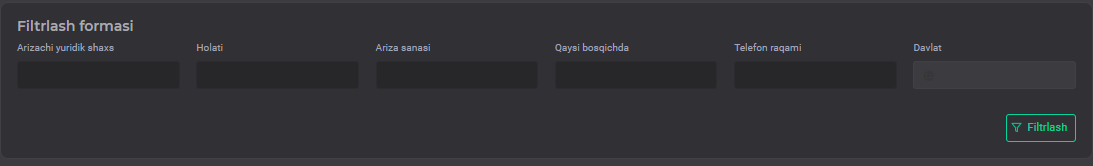 Filtrlash formasi
Arizachi yuridik shaxs Holati Ariza sanasi Qaysi bosqichda Telefon raqami Davlat
Filtrlash